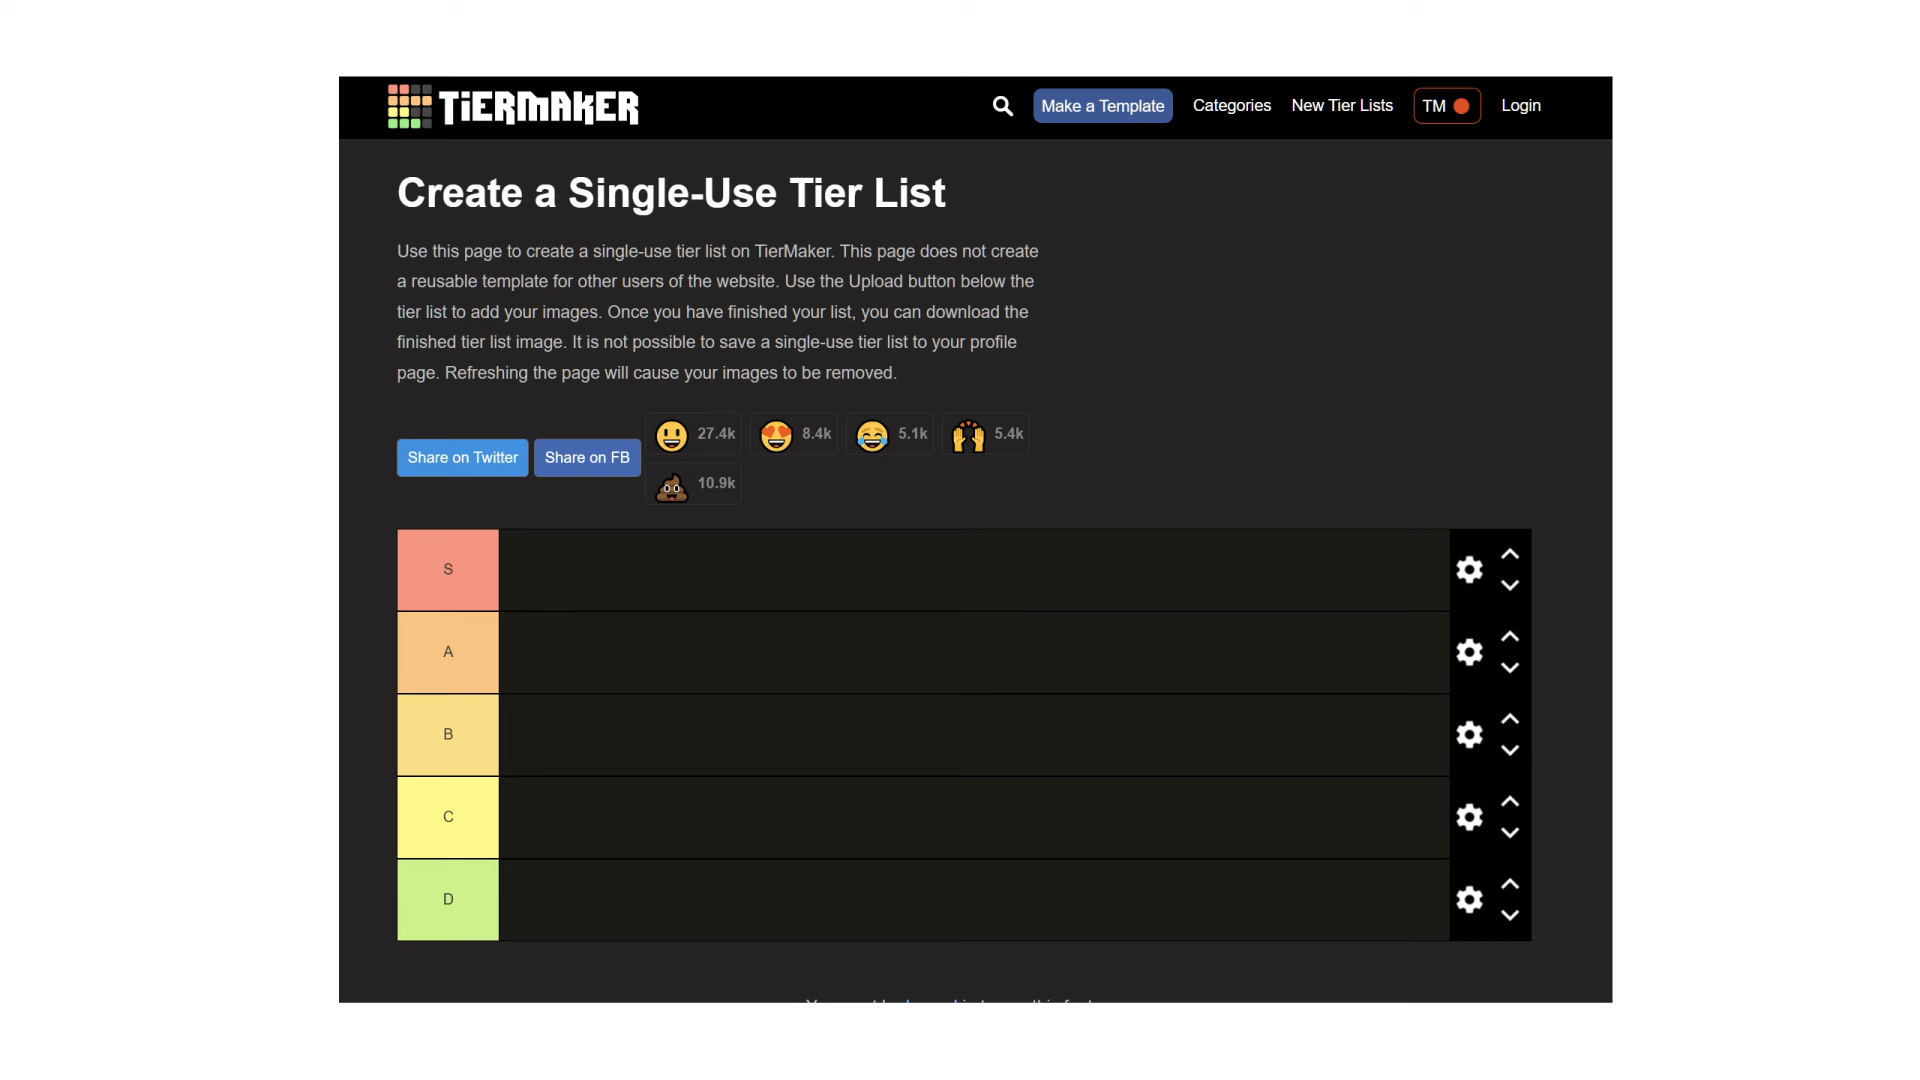 TIERMAKER
Make a Template
Categories
New Tier Lists
TM
Login
Create a Single-Use Tier List
Use this page to create a single-use tier list on TierMaker. This page does not create
a reusable template for other users of the website. Use the Upload button below the
tier list to add your images. Once you have finished your list, you can download the
finished tier list image. It is not possible to save a single-use tier list to your profile
page. Refreshing the page will cause your images to be removed.
27.4k
8.4k
5.1k
5.4k
Share on Twitter
Share on FB
10.9k
S
A
B
C
D